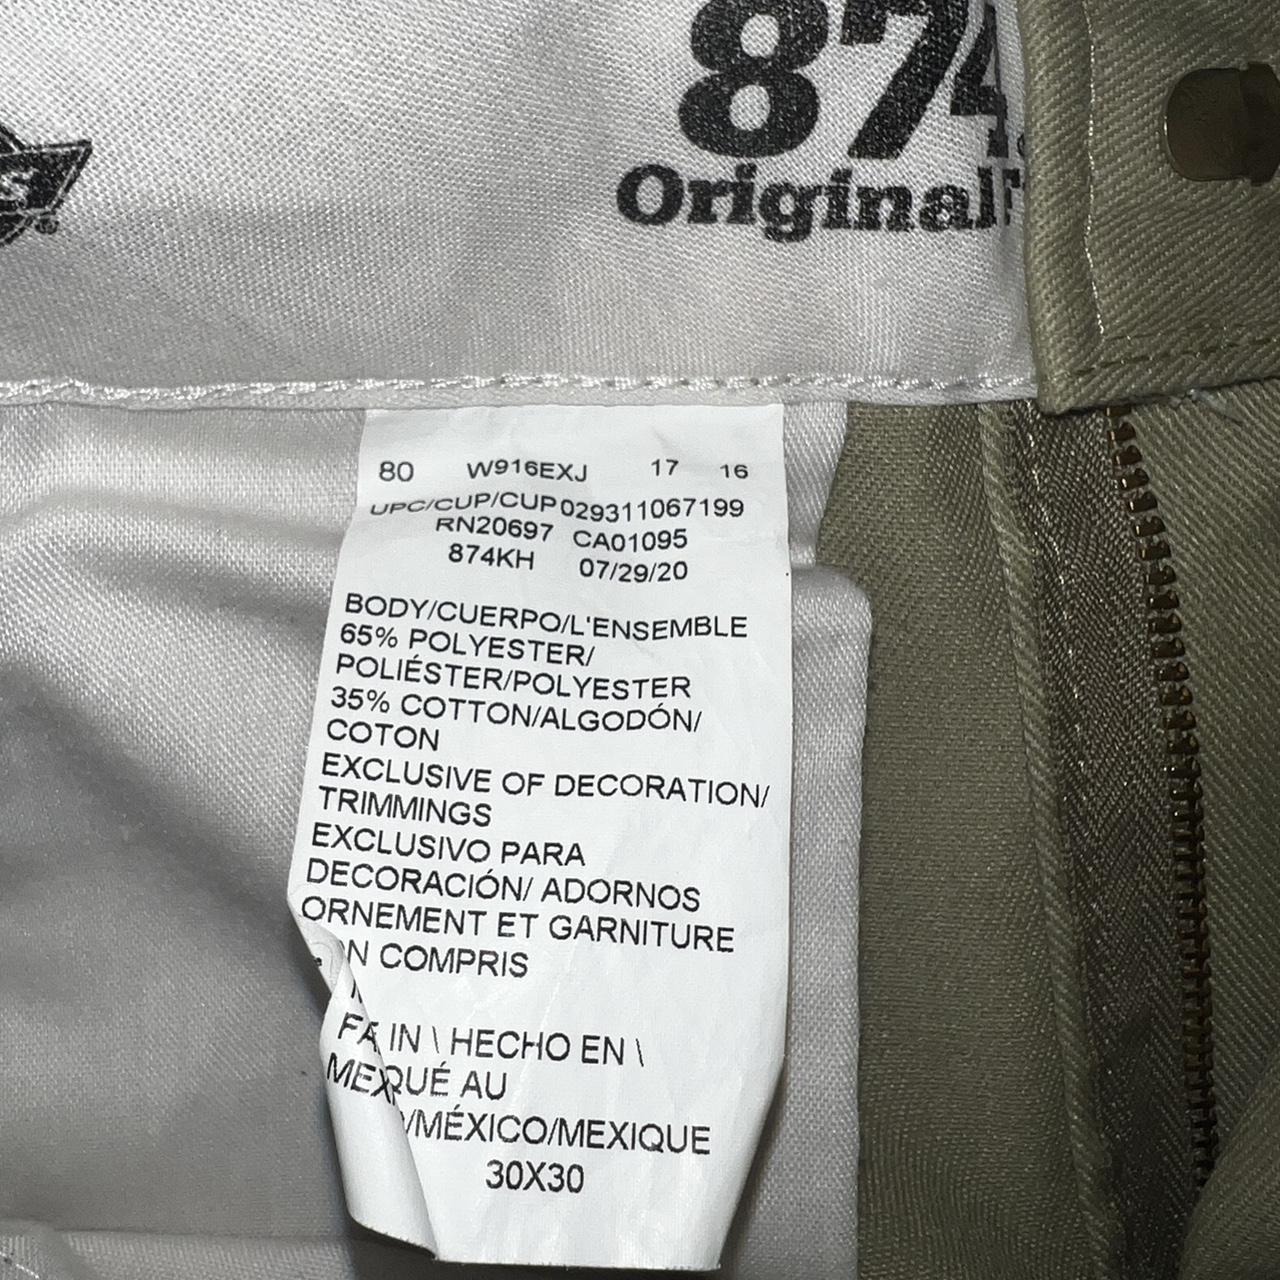 874
Original
80 W916EXJ 17 16
UPC/CUP/CUP 029311067199
RN20697 CA01095
874KH 07/29/20
BODY/CUERPO/L'ENSEMBLE
65% POLYESTER/
POLIÉSTER/POLYESTER
35% COTTON/ALGODÓN/
COTON
EXCLUSIVE OF DECORATION/
TRIMMINGS
EXCLUSIVO PARA
DECORACIÓN/ ADORNOS
ORNEMENT ET GARNITURE
COMPRIS
IN \ HECHO EN \
AU
/MÉXICO/MEXIQUE
30X30